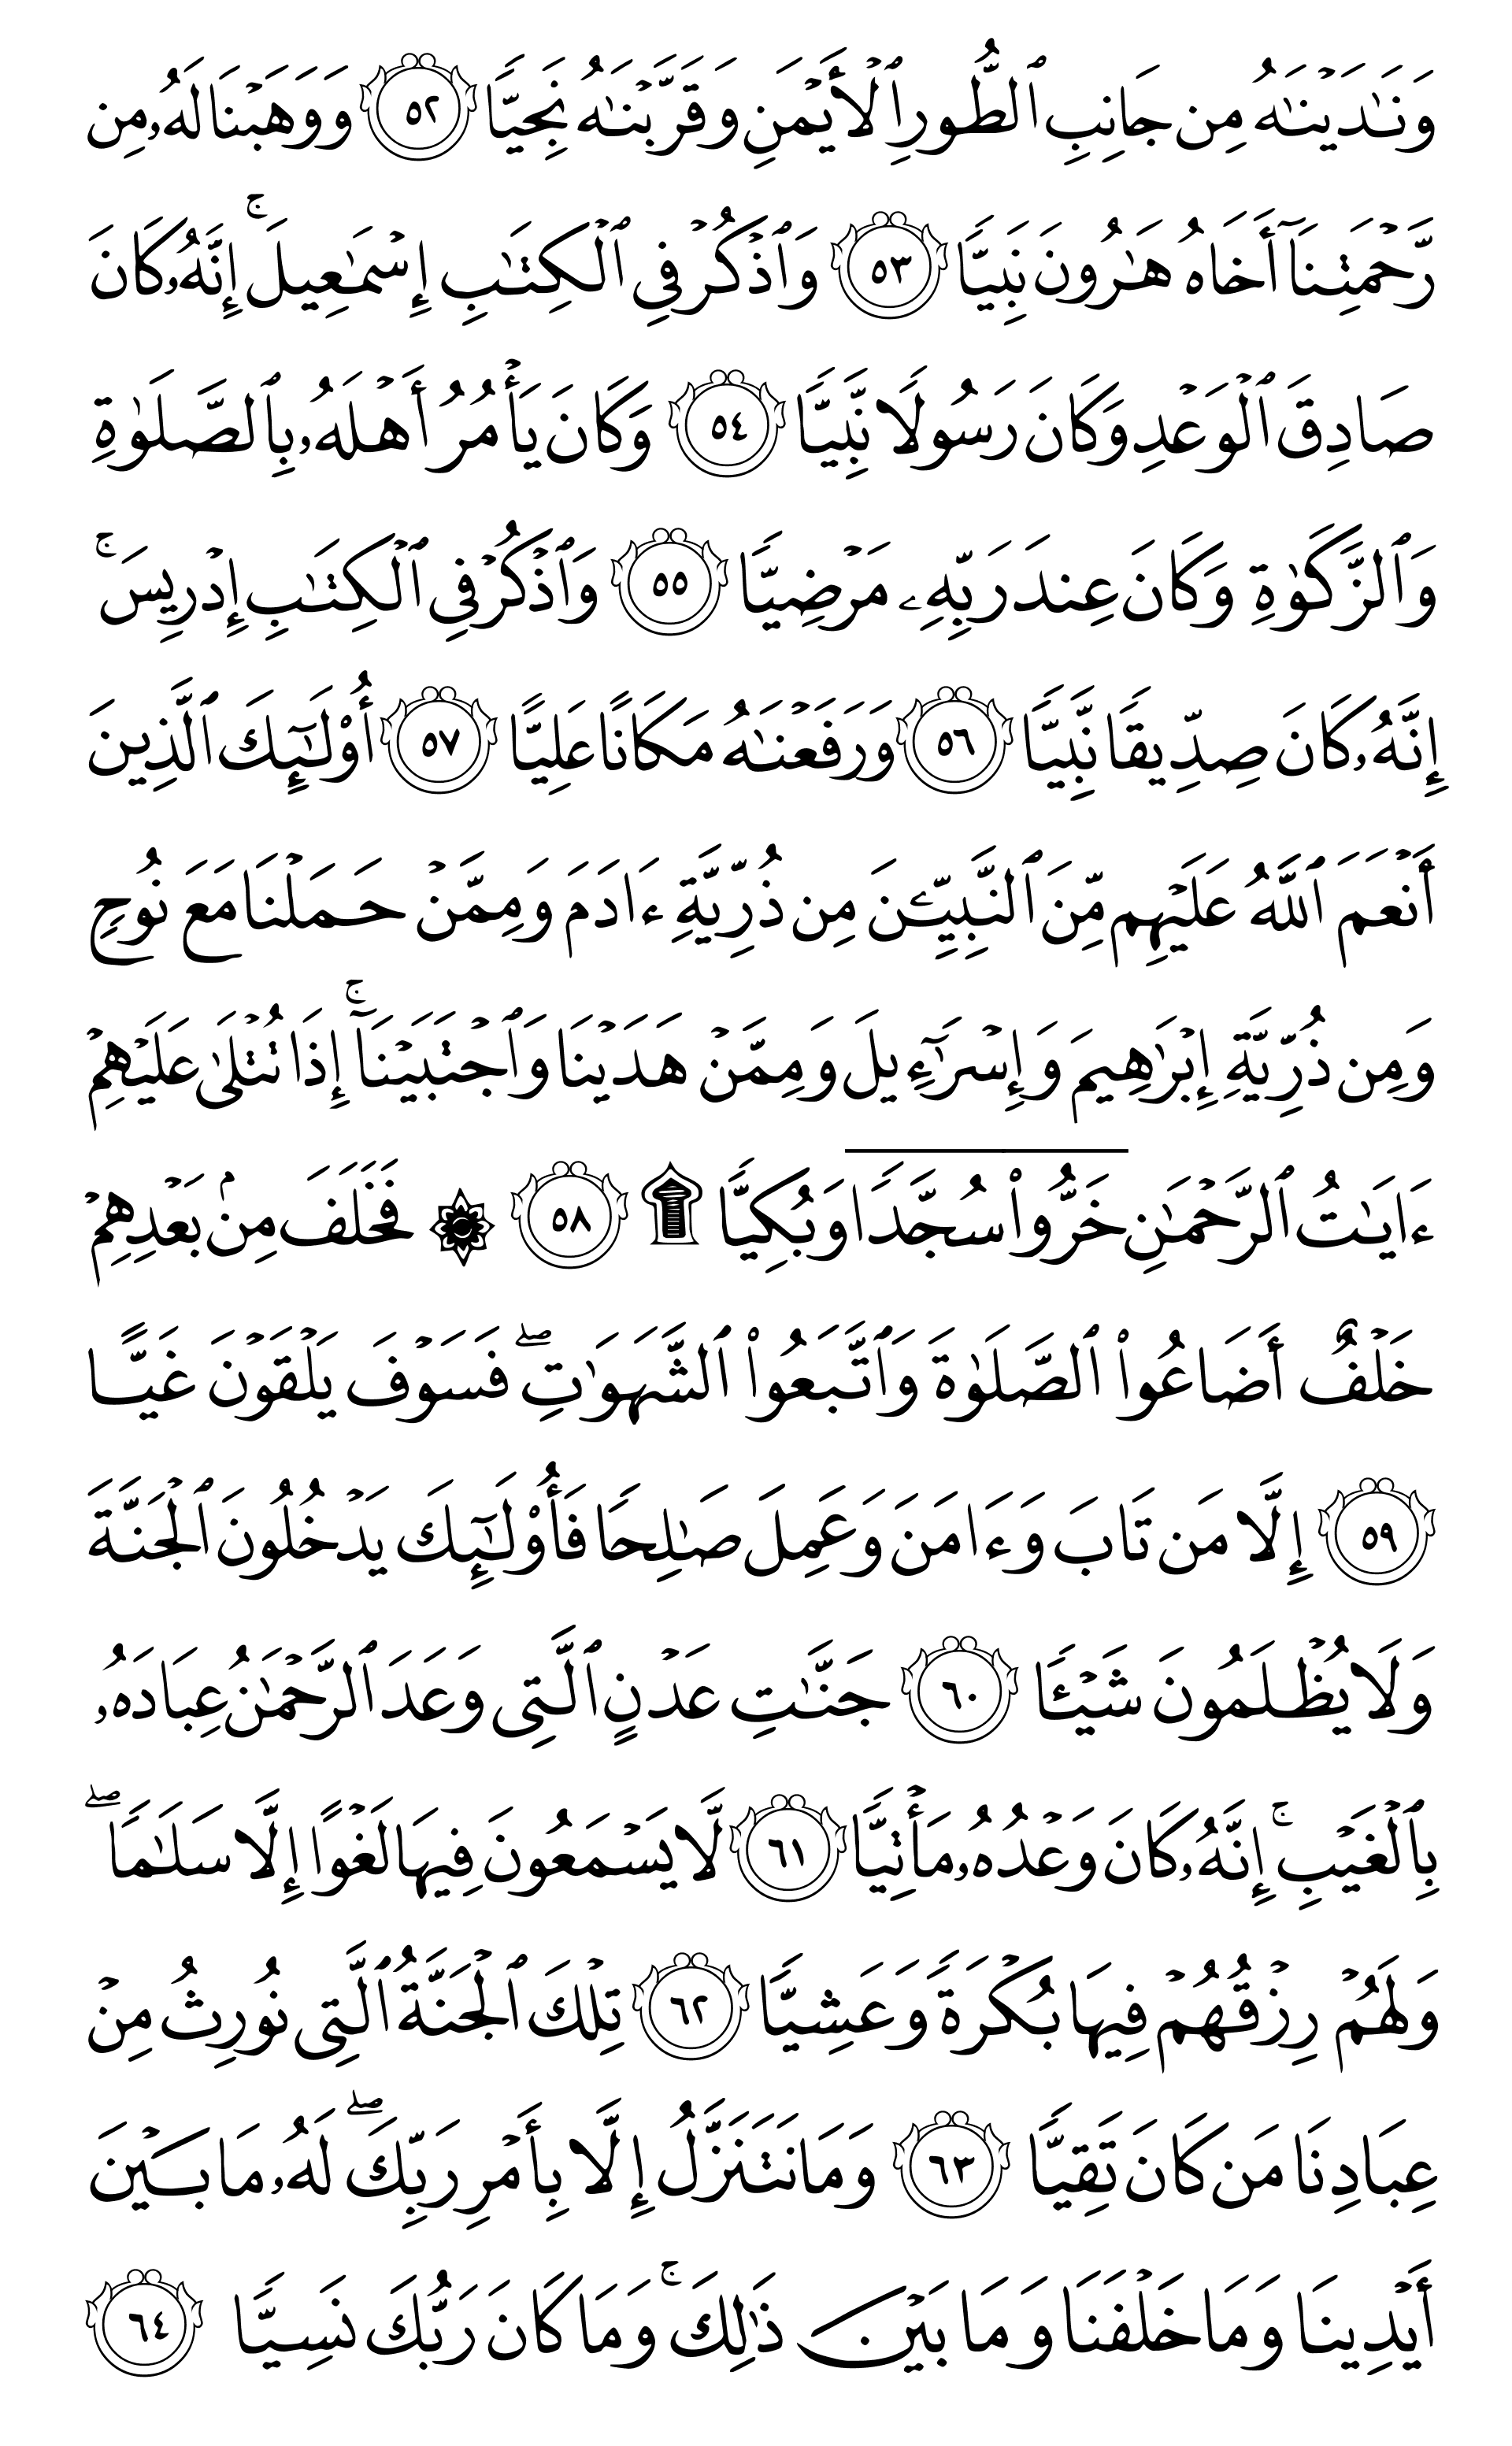 وَنَـٰدَيۡنَـٰهُ مِن جَانِبِ ٱلطُّورِ ٱلۡأَيۡمَنِ وَقَرَّبۡنَـٰهُ نَجِيّٗا ٥٢ وَوَهَبۡنَا لَهُۥ مِن
رَّحۡمَتِنَآ أَخَاهُ هَـٰرُونَ نَبِيّٗا ٥٣ وَٱذۡكُرۡ فِي ٱلۡكِتَـٰبِ إِسۡمَـٰعِيلَۚ إِنَّهُۥ كَانَ
صَادِقَ ٱلۡوَعۡدِ وَكَانَ رَسُولٗا نَّبِيّٗا ٥٤ وَكَانَ يَأۡمُرُ أَهۡلَهُۥ بِٱلصَّلَوٰةِ
وَٱلزَّكَوٰةِ وَكَانَ عِندَ رَبِّهِۦ مَرۡضِيّٗا ٥٥ وَٱذۡكُرۡ فِي ٱلۡكِتَـٰبِ إِدۡرِيسَۚ
إِنَّهُۥ كَانَ صِدِّيقٗا نَّبِيّٗا ٥٦ وَرَفَعۡنَـٰهُ مَكَانًا عَلِيًّا ٥٧ أُوْلَـٰٓئِكَ ٱلَّذِينَ
أَنۡعَمَ ٱللَّهُ عَلَيۡهِم مِّنَ ٱلنَّبِيِّـۧنَ مِن ذُرِّيَّةِ ءَادَمَ وَمِمَّنۡ حَمَلۡنَا مَعَ نُوحٖ
وَمِن ذُرِّيَّةِ إِبۡرَٰهِيمَ وَإِسۡرَٰٓءِيلَ وَمِمَّنۡ هَدَيۡنَا وَٱجۡتَبَيۡنَآۚ إِذَا تُتۡلَىٰ عَلَيۡهِمۡ
ءَايَـٰتُ ٱلرَّحۡمَـٰنِ خَرُّواْ سُجَّدٗا وَبُكِيّٗا ۩ ٥٨ ۞ فَخَلَفَ مِنۢ بَعۡدِهِمۡ
خَلۡفٌ أَضَاعُواْ ٱلصَّلَوٰةَ وَٱتَّبَعُواْ ٱلشَّهَوَٰتِۖ فَسَوۡفَ يَلۡقَوۡنَ غَيًّا
٥٩ إِلَّا مَن تَابَ وَءَامَنَ وَعَمِلَ صَـٰلِحٗا فَأُوْلَـٰٓئِكَ يَدۡخُلُونَ ٱلۡجَنَّةَ
وَلَا يُظۡلَمُونَ شَيۡـٔٗا ٦٠ جَنَّـٰتِ عَدۡنٍ ٱلَّتِي وَعَدَ ٱلرَّحۡمَـٰنُ عِبَادَهُۥ
بِٱلۡغَيۡبِۚ إِنَّهُۥ كَانَ وَعۡدُهُۥ مَأۡتِيّٗا ٦١ لَّا يَسۡمَعُونَ فِيهَا لَغۡوًا إِلَّا سَلَـٰمٗاۖ
وَلَهُمۡ رِزۡقُهُمۡ فِيهَا بُكۡرَةٗ وَعَشِيّٗا ٦٢ تِلۡكَ ٱلۡجَنَّةُ ٱلَّتِي نُورِثُ مِنۡ
عِبَادِنَا مَن كَانَ تَقِيّٗا ٦٣ وَمَا نَتَنَزَّلُ إِلَّا بِأَمۡرِ رَبِّكَۖ لَهُۥ مَا بَيۡنَ
أَيۡدِينَا وَمَا خَلۡفَنَا وَمَا بَيۡنَ ذَٰلِكَۚ وَمَا كَانَ رَبُّكَ نَسِيّٗا ٦٤